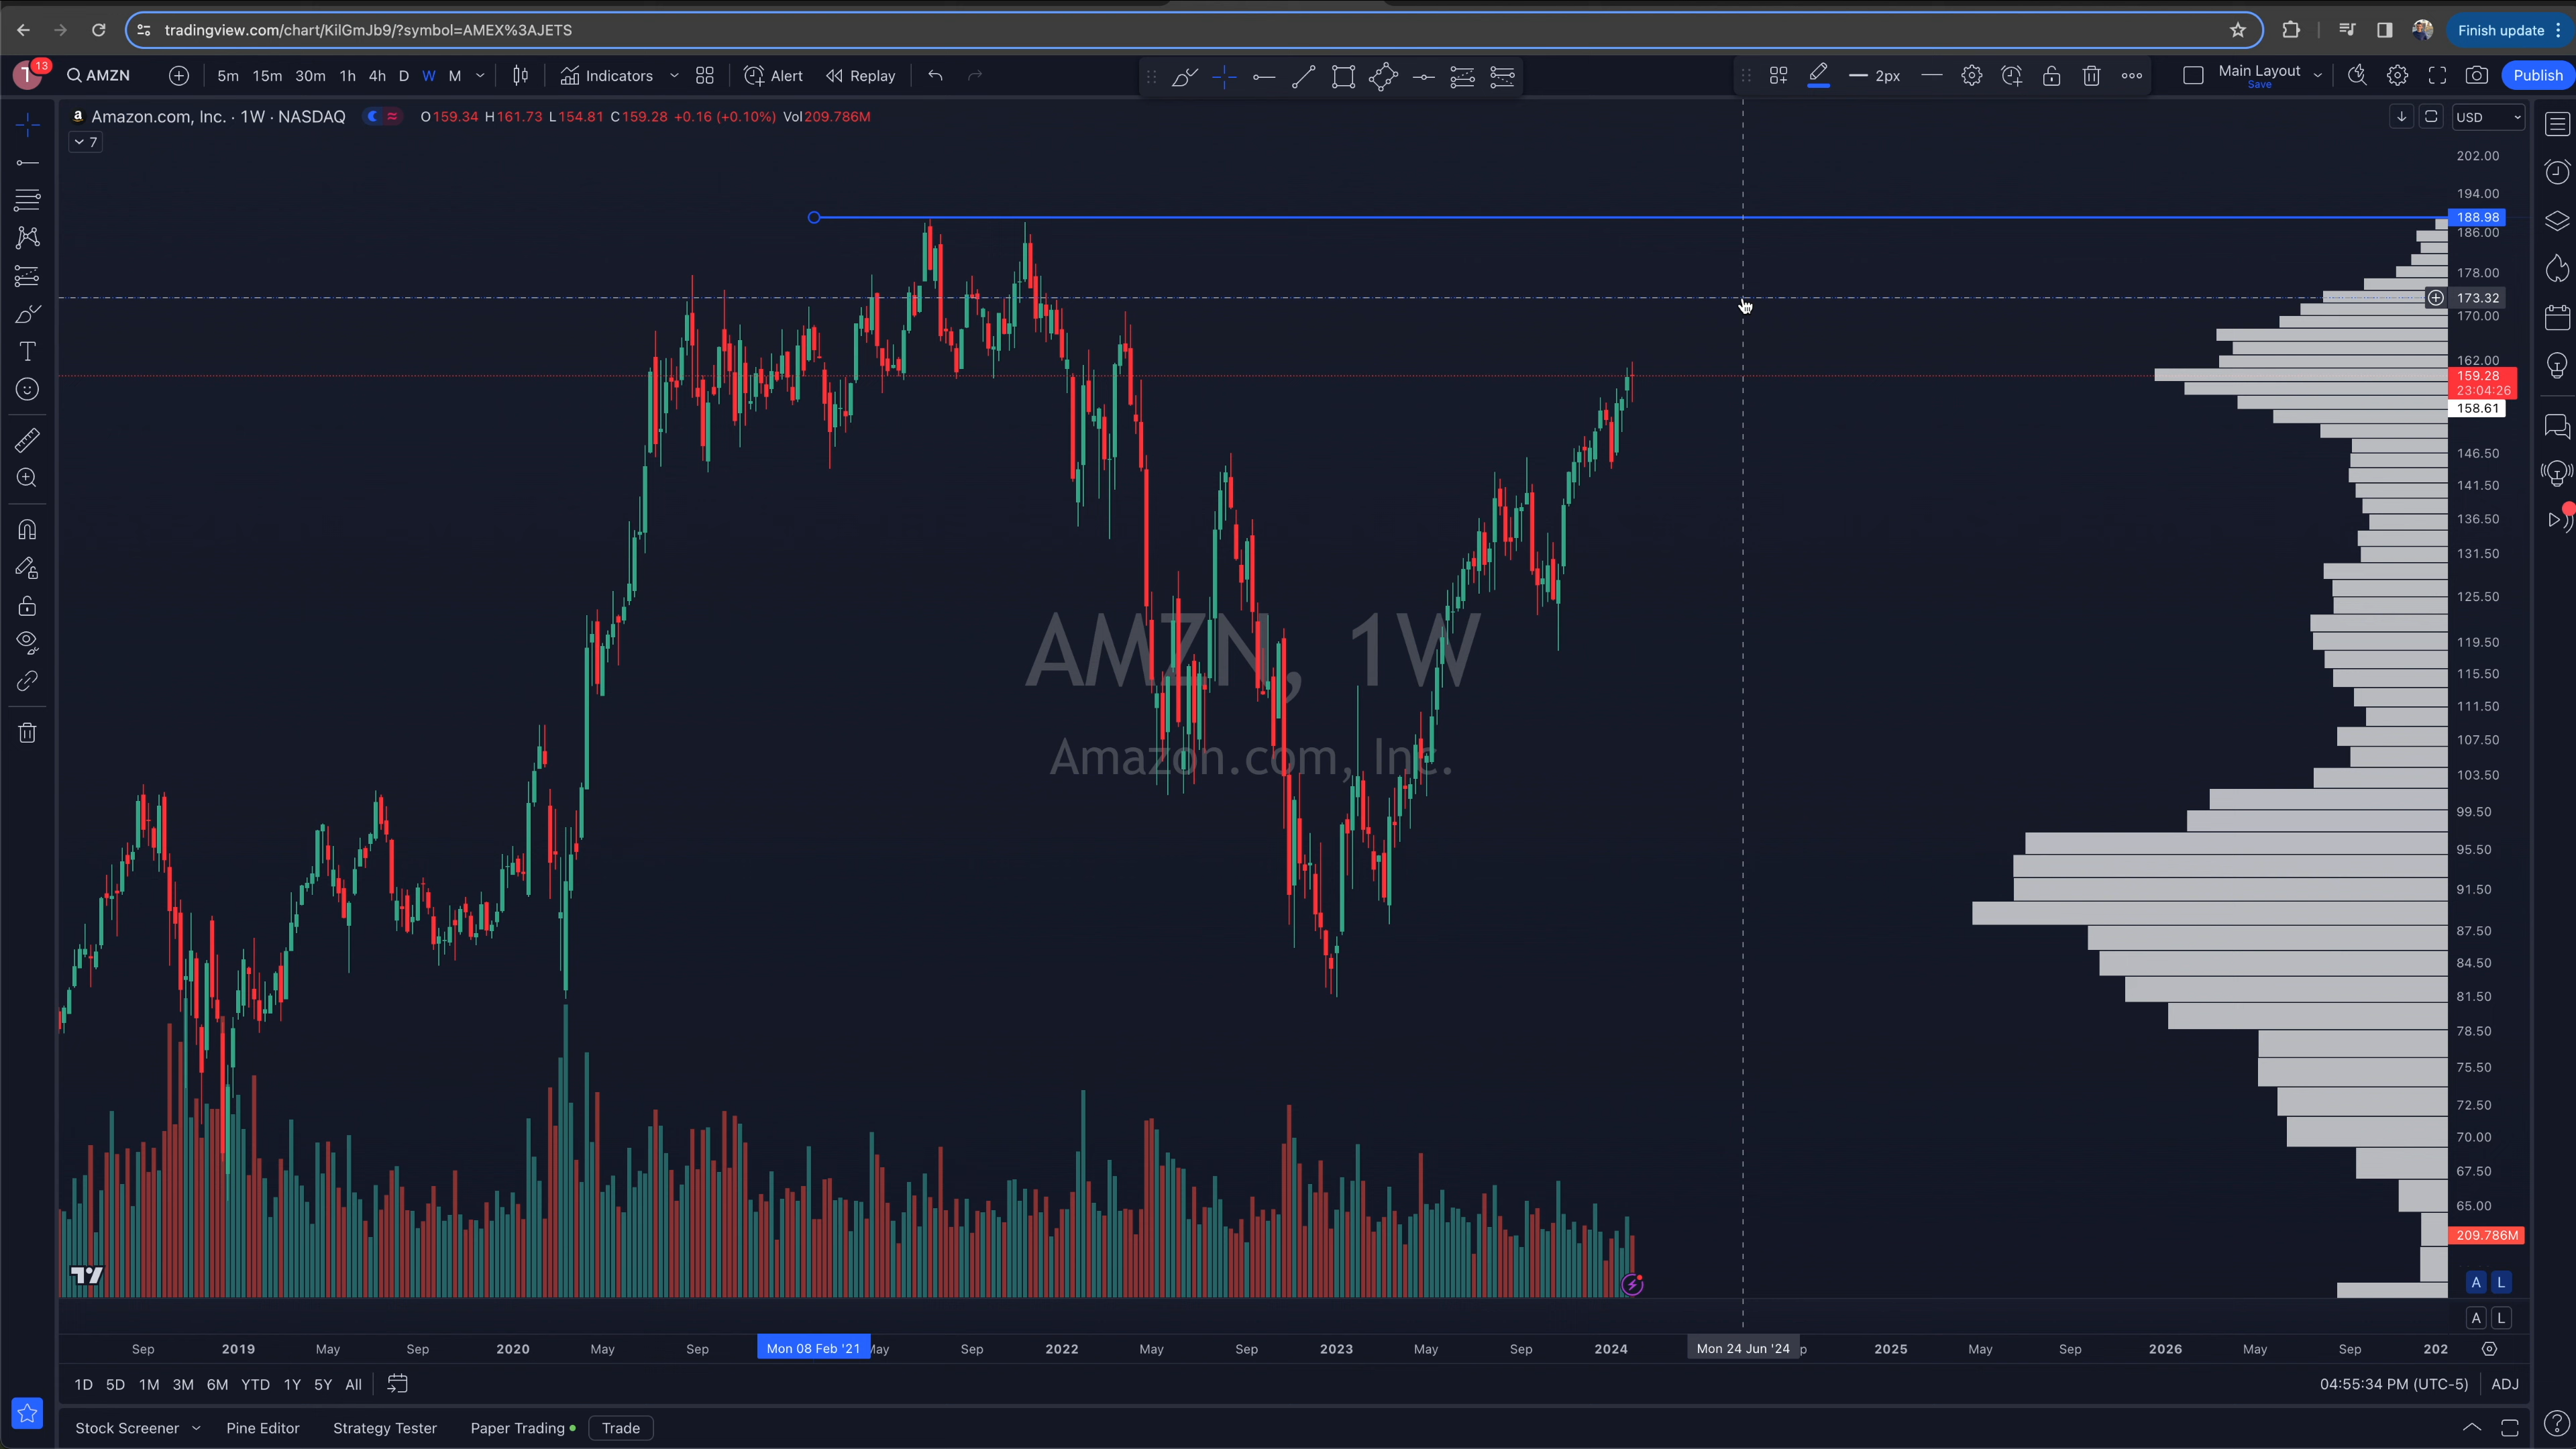 tradingview.com/chart/KilGmJb9/?symbol=AMEX%3AJETS
Finish update
13
AMZN
5m 15m 30m 1h 4h D W M
Indicators
Alert
Replay
2px
Main Layout
Save
Publish
Amazon.com, Inc. · 1W · NASDAQ
O159.34 H161.73 L154.81 C159.28 +0.16 (+0.10%) Vol209.786M
USD
7
202.00
194.00
188.98
186.00
178.00
173.32
170.00
162.00
159.28
23:04:26
158.61
146.50
141.50
136.50
131.50
125.50
119.50
115.50
111.50
107.50
103.50
99.50
95.50
91.50
87.50
84.50
81.50
78.50
75.50
72.50
70.00
67.50
65.00
209.786M
AMZN, 1W
Amazon.com, Inc.
A L
A L
Sep 2019 May Sep 2020 May Sep Mon 08 Feb '21 May Sep 2022 May Sep 2023 May Sep 2024 Mon 24 Jun '24 p 2025 May Sep 2026 May Sep 202
1D 5D 1M 3M 6M YTD 1Y 5Y All
04:55:34 PM (UTC-5)
ADJ
Stock Screener
Pine Editor
Strategy Tester
Paper Trading
Trade